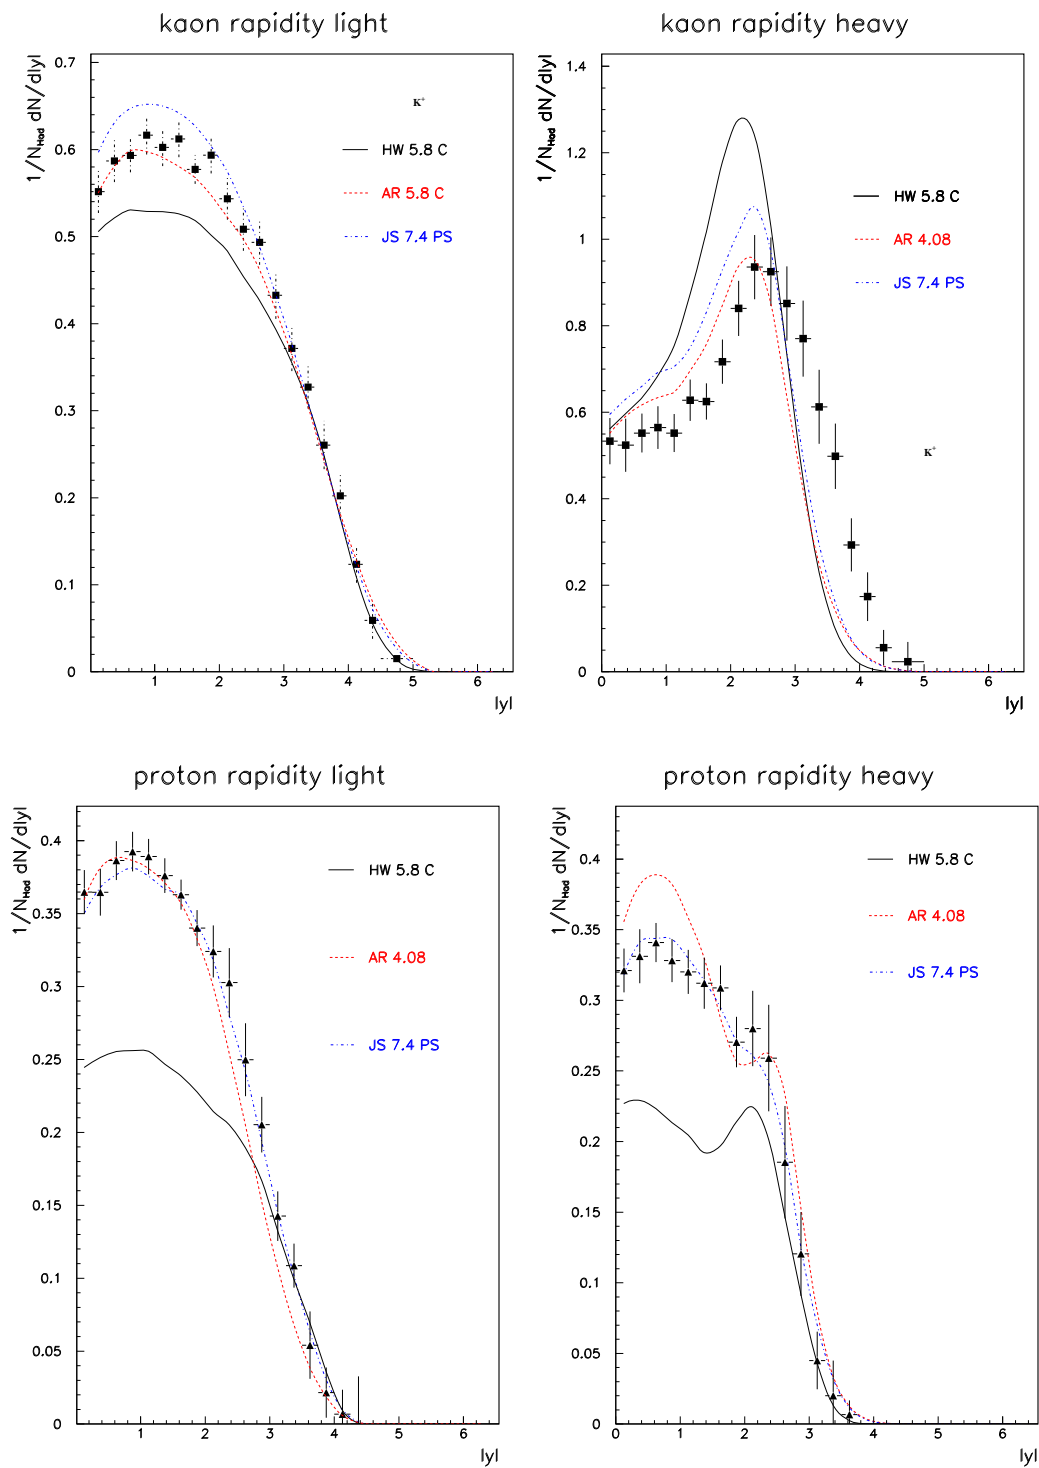 kaon rapidity light
1/N_Had dN/d|y|
0.7
0.6
0.5
0.4
0.3
0.2
0.1
0
K+
HW 5.8 C
AR 5.8 C
JS 7.4 PS
1 2 3 4 5 6
|y|
kaon rapidity heavy
1/N_Had dN/d|y|
1.4
1.2
1
0.8
0.6
0.4
0.2
0
HW 5.8 C
AR 4.08
JS 7.4 PS
K+
0 1 2 3 4 5 6
|y|
proton rapidity light
1/N_Had dN/d|y|
0.4
0.35
0.3
0.25
0.2
0.15
0.1
0.05
0
HW 5.8 C
AR 4.08
JS 7.4 PS
1 2 3 4 5 6
|y|
proton rapidity heavy
1/N_Had dN/d|y|
0.4
0.35
0.3
0.25
0.2
0.15
0.1
0.05
0
HW 5.8 C
AR 4.08
JS 7.4 PS
0 1 2 3 4 5 6
|y|